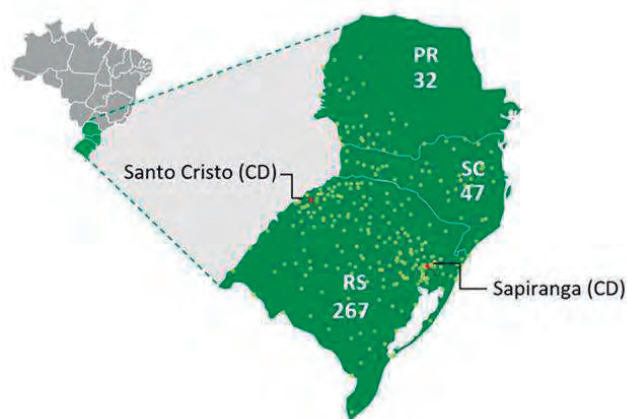 PR
32
Santo Cristo (CD)
SC
47
RS
267
Sapiranga (CD)